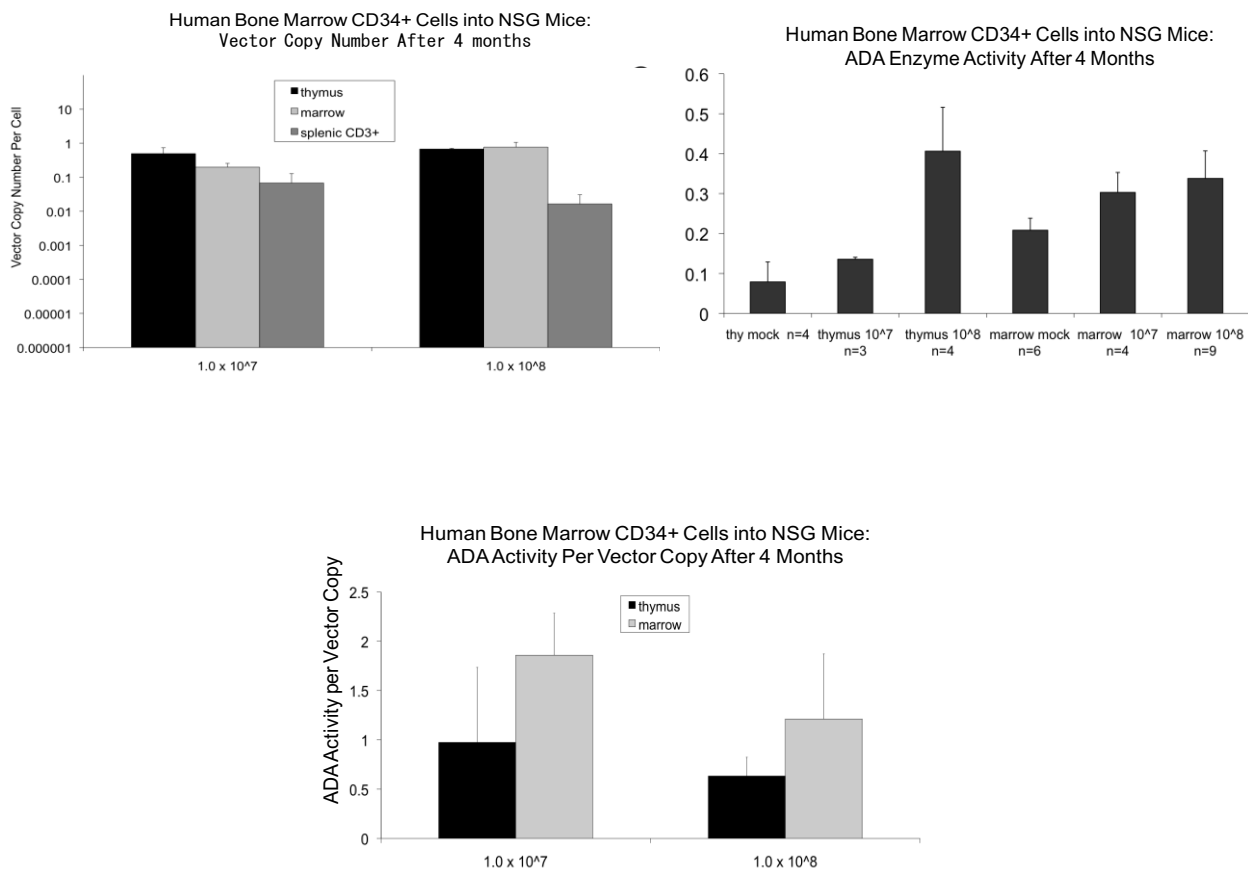 Human Bone Marrow CD34+ Cells into NSG Mice:
Vector Copy Number After 4 months
Vector Copy Number Per Cell
10
1
0.1
0.01
0.001
0.0001
0.00001
0.000001
thymus
marrow
splenic CD3+
1.0 x 10^7
1.0 x 10^8
Human Bone Marrow CD34+ Cells into NSG Mice:
ADA Enzyme Activity After 4 Months
0.6
0.5
0.4
0.3
0.2
0.1
0
thy mock n=4 thymus 10^7 thymus 10^8 marrow mock marrow 10^7 marrow 10^8
n=3 n=4 n=6 n=4 n=9
Human Bone Marrow CD34+ Cells into NSG Mice:
ADA Activity Per Vector Copy After 4 Months
ADA Activity per Vector Copy
2.5
2
1.5
1
0.5
0
thymus
marrow
1.0 x 10^7
1.0 x 10^8